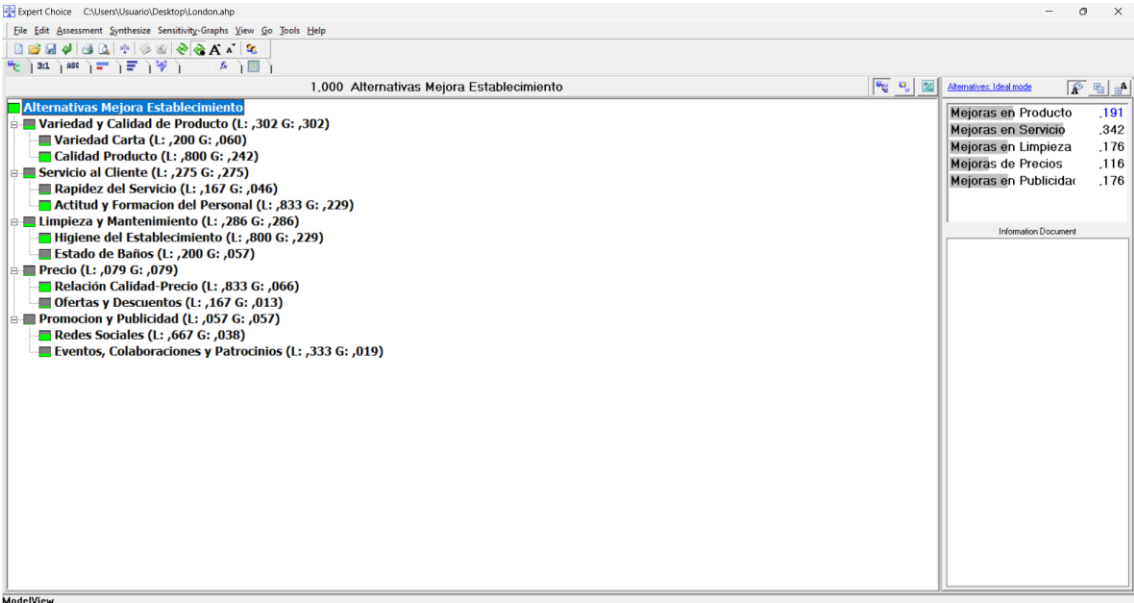 Expert Choice C:\Users\Usuario\Desktop\London.ahp
File Edit Assessment Synthesize Sensitivity-Graphs View Go Tools Help
3:1 ABC
1,000 Alternativas Mejora Establecimiento
Alternativas Mejora Establecimiento
Variedad y Calidad de Producto (L: ,302 G: ,302)
Variedad Carta (L: ,200 G: ,060)
Calidad Producto (L: ,800 G: ,242)
Servicio al Cliente (L: ,275 G: ,275)
Rapidez del Servicio (L: ,167 G: ,046)
Actitud y Formacion del Personal (L: ,833 G: ,229)
Limpieza y Mantenimiento (L: ,286 G: ,286)
Higiene del Establecimiento (L: ,800 G: ,229)
Estado de Baños (L: ,200 G: ,057)
Precio (L: ,079 G: ,079)
Relación Calidad-Precio (L: ,833 G: ,066)
Ofertas y Descuentos (L: ,167 G: ,013)
Promocion y Publicidad (L: ,057 G: ,057)
Redes Sociales (L: ,667 G: ,038)
Eventos, Colaboraciones y Patrocinios (L: ,333 G: ,019)
Alternatives: Ideal mode
Mejoras en Producto ,191
Mejoras en Servicio ,342
Mejoras en Limpieza ,176
Mejoras de Precios ,116
Mejoras en Publicidac ,176
Information Document
ModelView